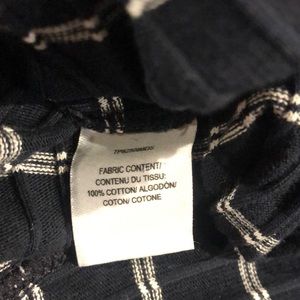 FABRIC CONTENT/
CONTENU DU TISSU:
100% COTTON/ ALGODÓN/
COTON/ COTONE